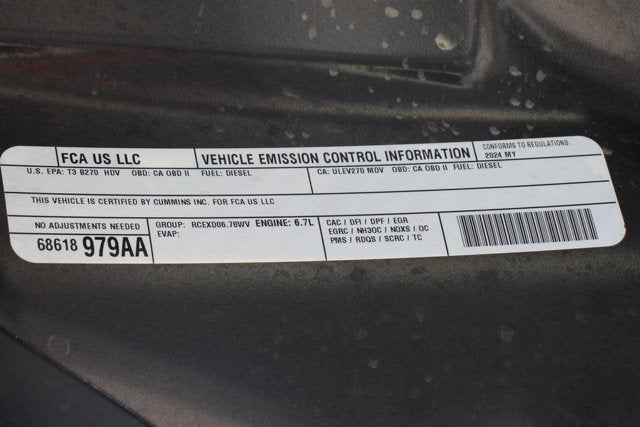 FCA US LLC VEHICLE EMISSION CONTROL INFORMATION CONFORMS TO REGULATIONS:
2024 MY
U.S. EPA: T3 B270 HDV OBD: CA OBD II FUEL: DIESEL CA: ULEV270 MDV OBD: CA OBD II FUEL: DIESEL
THIS VEHICLE IS CERTIFIED BY CUMMINS INC. FOR FCA US LLC
NO ADJUSTMENTS NEEDED
68618 979AA
GROUP: RCEXD06.78WV ENGINE: 6.7L
EVAP:
CAC / DFI / DPF / EGR
EGRC / NH3OC / NOXS / OC
PMS / RDQS / SCRC / TC